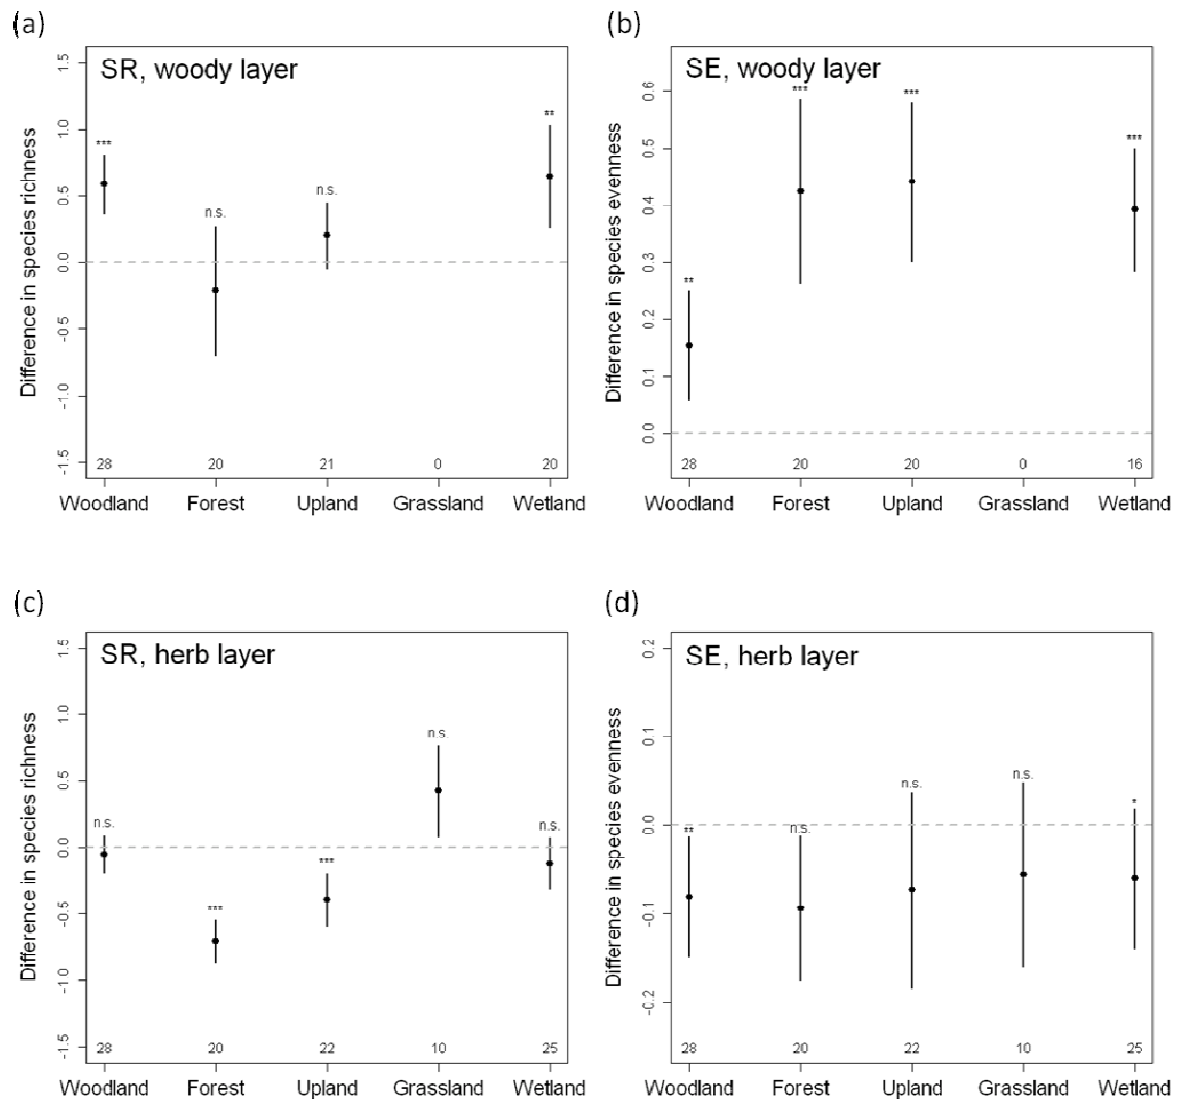 (a)
SR, woody layer
Difference in species richness
1.5
1.0
0.5
0.0
-0.5
-1.0
-1.5
***
n.s.
n.s.
**
28 20 21 0 20
Woodland Forest Upland Grassland Wetland
(b)
SE, woody layer
Difference in species evenness
0.6
0.5
0.4
0.3
0.2
0.1
0.0
**
***
***
***
28 20 20 0 16
Woodland Forest Upland Grassland Wetland
(c)
SR, herb layer
Difference in species richness
1.5
1.0
0.5
0.0
-0.5
-1.0
-1.5
n.s.
***
***
n.s.
n.s.
28 20 22 10 25
Woodland Forest Upland Grassland Wetland
(d)
SE, herb layer
Difference in species evenness
0.2
0.1
0.0
-0.1
-0.2
**
n.s.
n.s.
n.s.
*
28 20 22 10 25
Woodland Forest Upland Grassland Wetland